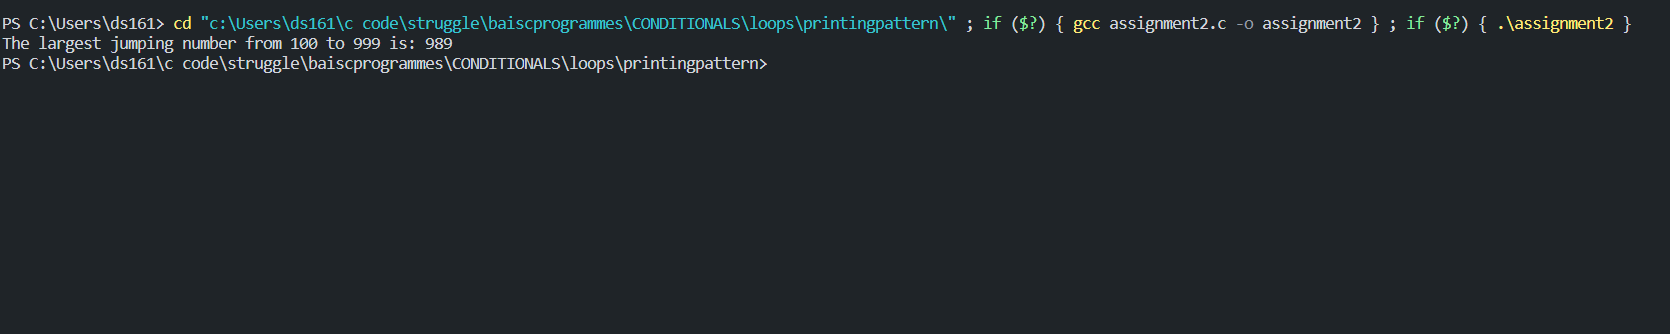 PS C:\Users\ds161> cd "c:\Users\ds161\c code\struggle\baiscprogrammes\CONDITIONALS\loops\printingpattern\" ; if ($?) { gcc assignment2.c -o assignment2 } ; if ($?) { .\assignment2 }
The largest jumping number from 100 to 999 is: 989
PS C:\Users\ds161\c code\struggle\baiscprogrammes\CONDITIONALS\loops\printingpattern>